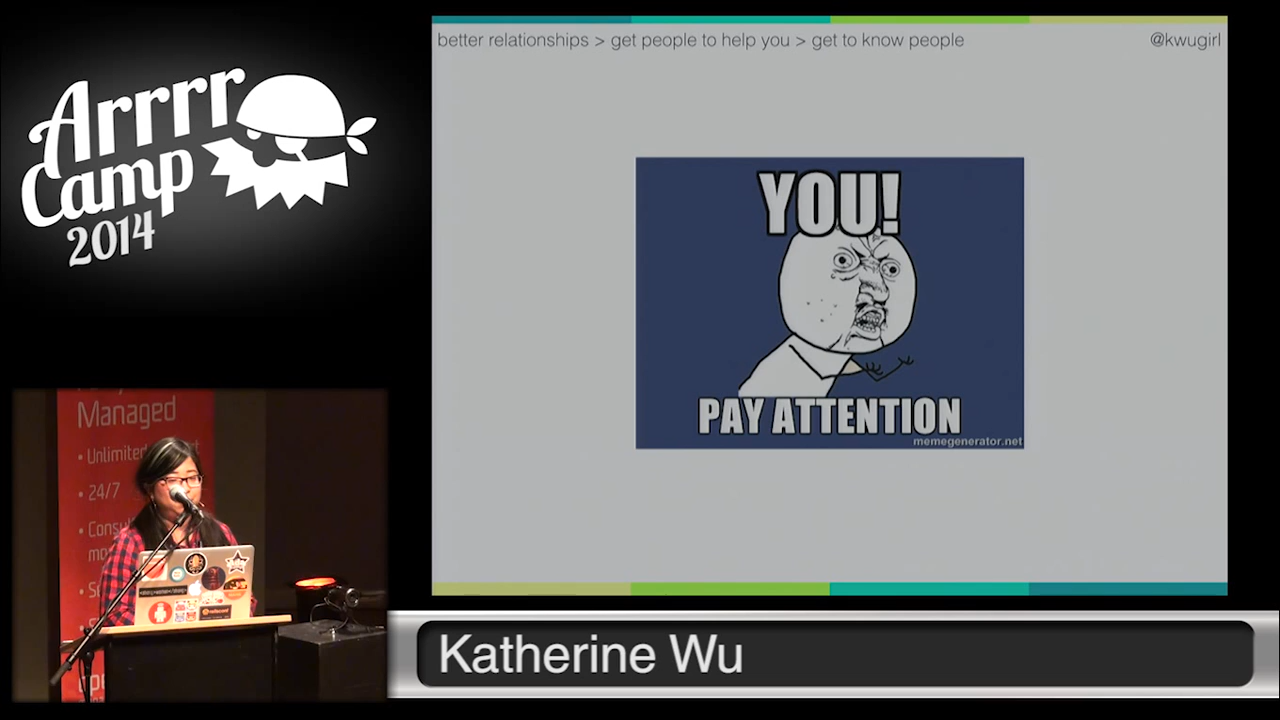 Arrrr
Camp
2014
better relationships > get people to help you > get to know people
@kwugirl
YOU!
PAY ATTENTION
memegenerator.net
Managed
• Unlimited
• 24/7
Katherine Wu